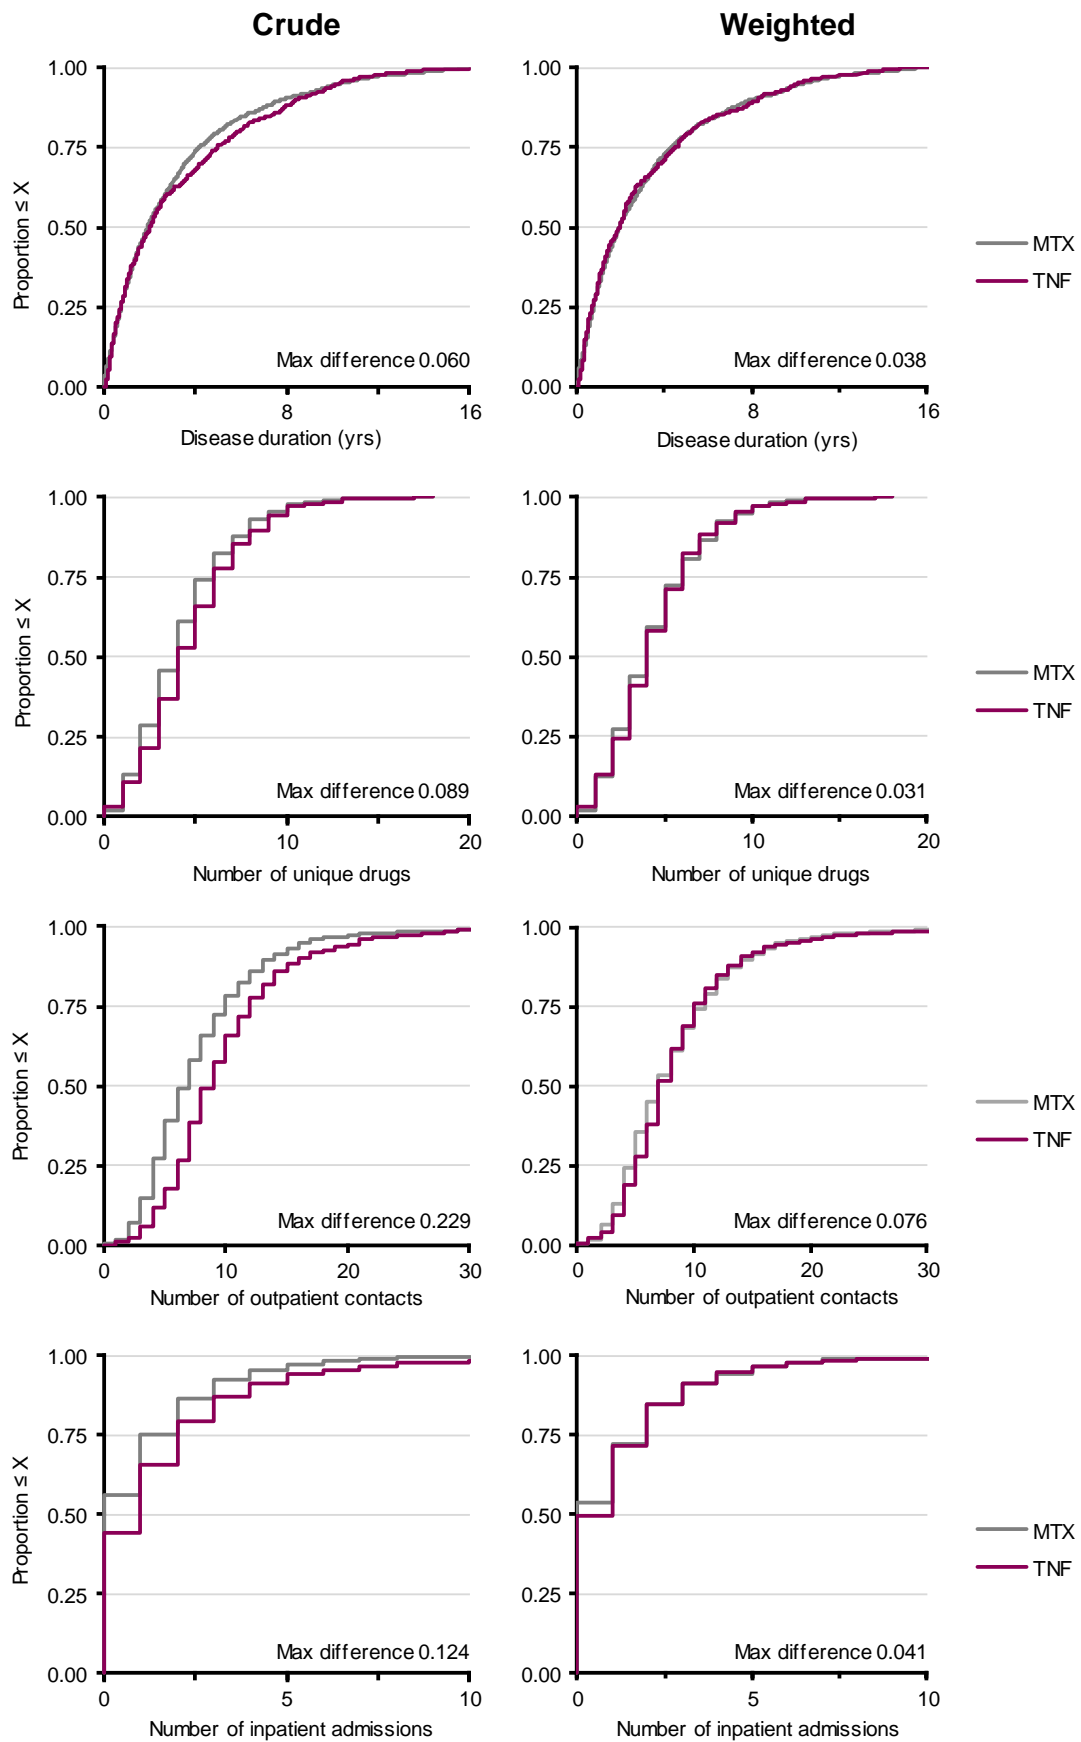 Crude
Weighted
1.00
0.75
0.50
0.25
0.00
Proportion ≤ X
Max difference 0.060
0
8
16
Disease duration (yrs)
1.00
0.75
0.50
0.25
0.00
Max difference 0.038
0
8
16
Disease duration (yrs)
MTX
TNF
1.00
0.75
0.50
0.25
0.00
Proportion ≤ X
Max difference 0.089
0
10
20
Number of unique drugs
1.00
0.75
0.50
0.25
0.00
Max difference 0.031
0
10
20
Number of unique drugs
MTX
TNF
1.00
0.75
0.50
0.25
0.00
Proportion ≤ X
Max difference 0.229
0
10
20
30
Number of outpatient contacts
1.00
0.75
0.50
0.25
0.00
Max difference 0.076
0
10
20
30
Number of outpatient contacts
MTX
TNF
1.00
0.75
0.50
0.25
0.00
Proportion ≤ X
Max difference 0.124
0
5
10
Number of inpatient admissions
1.00
0.75
0.50
0.25
0.00
Max difference 0.041
0
5
10
Number of inpatient admissions
MTX
TNF